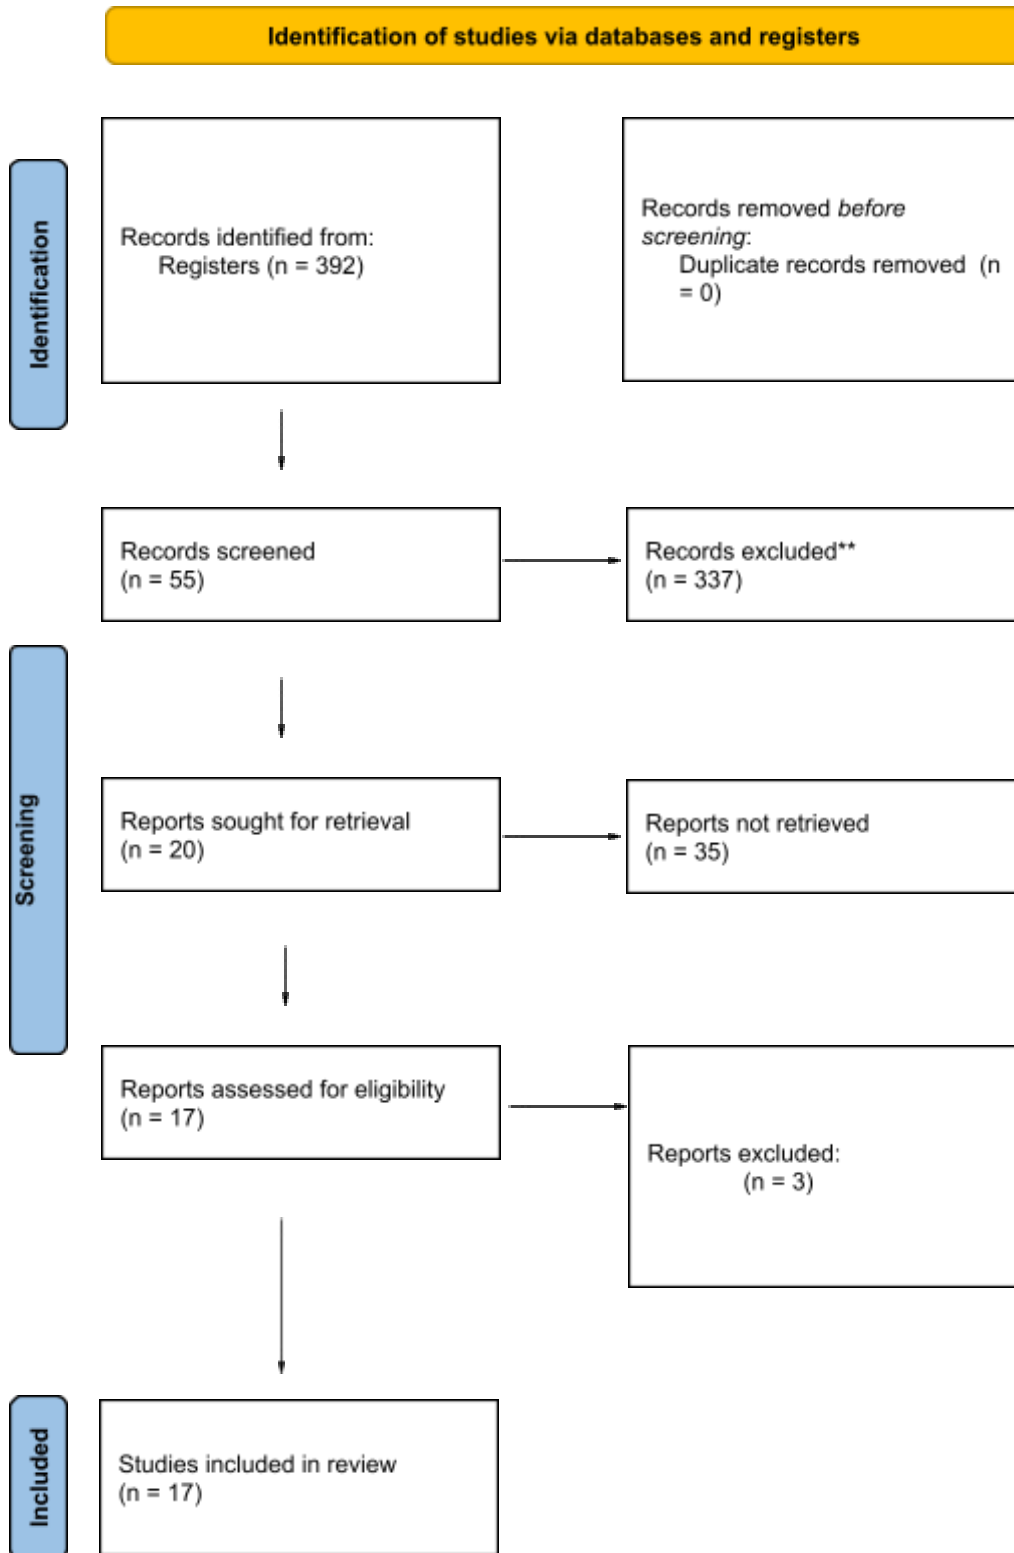 Identification of studies via databases and registers
Identification
Records identified from:
Registers (n = 392)
Records removed before
screening:
Duplicate records removed  (n
= 0)
Records screened
(n = 55)
Records excluded**
(n = 337)
Screening
Reports sought for retrieval
(n = 20)
Reports not retrieved
(n = 35)
Reports assessed for eligibility
(n = 17)
Reports excluded:
(n = 3)
Included
Studies included in review
(n = 17)